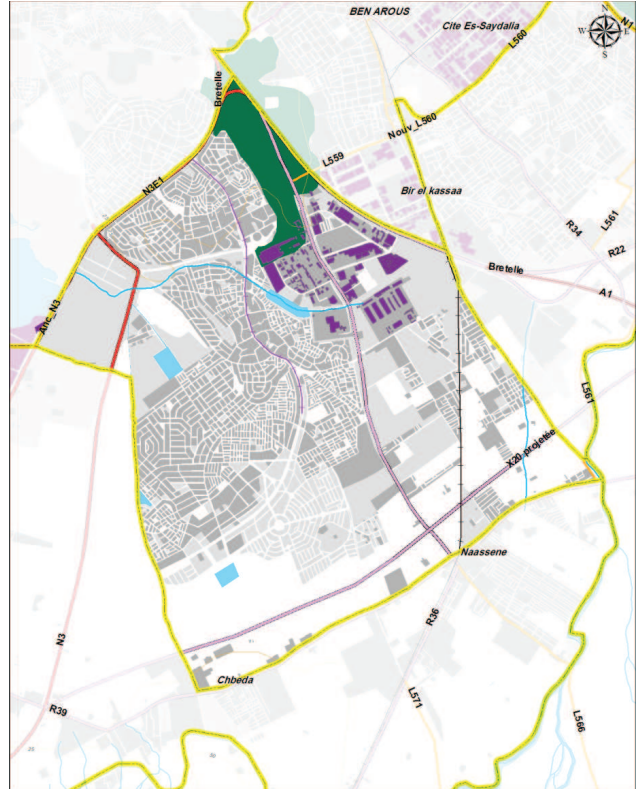 BEN AROUS
Cite Es-Saydalia
N1
N
W
E
S
L560
Bretelle
Nouv_L560
L559
N3E1
Bir el kassaa
R34
L561
R22
Bretelle
A1
Anc_N3
L561
X20 projetée
Naassene
R36
N3
Chbeda
R39
L571
L566